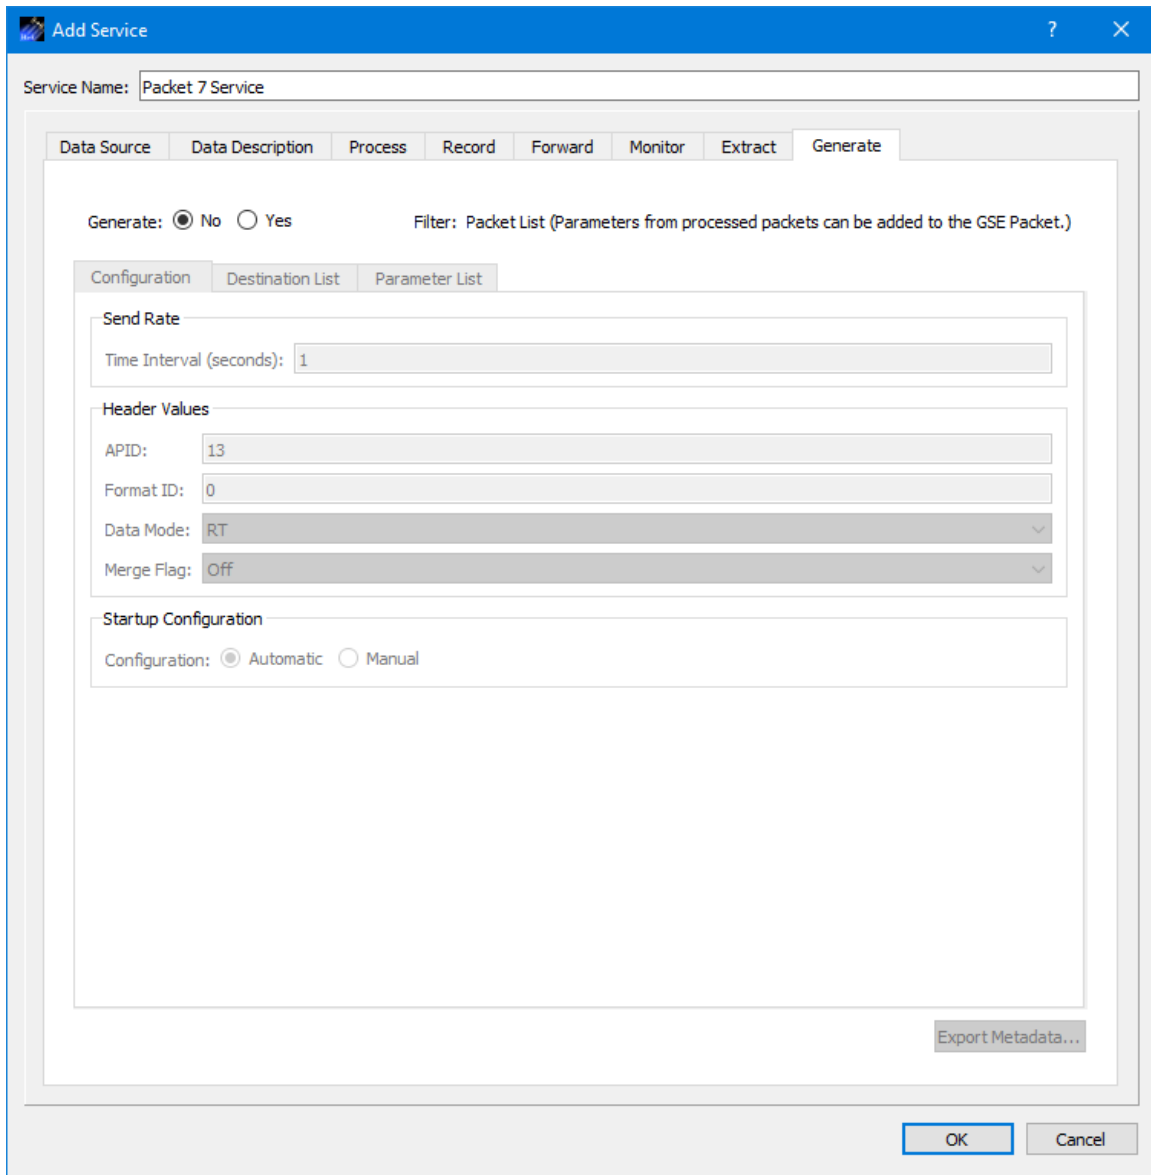 Add Service
Service Name: Packet 7 Service
Data Source Data Description Process Record Forward Monitor Extract Generate
Generate: No Yes Filter: Packet List (Parameters from processed packets can be added to the GSE Packet.)
Configuration Destination List Parameter List
Send Rate
Time Interval (seconds): 1
Header Values
APID: 13
Format ID: 0
Data Mode: RT
Merge Flag: Off
Startup Configuration
Configuration: Automatic Manual
Export Metadata...
OK Cancel